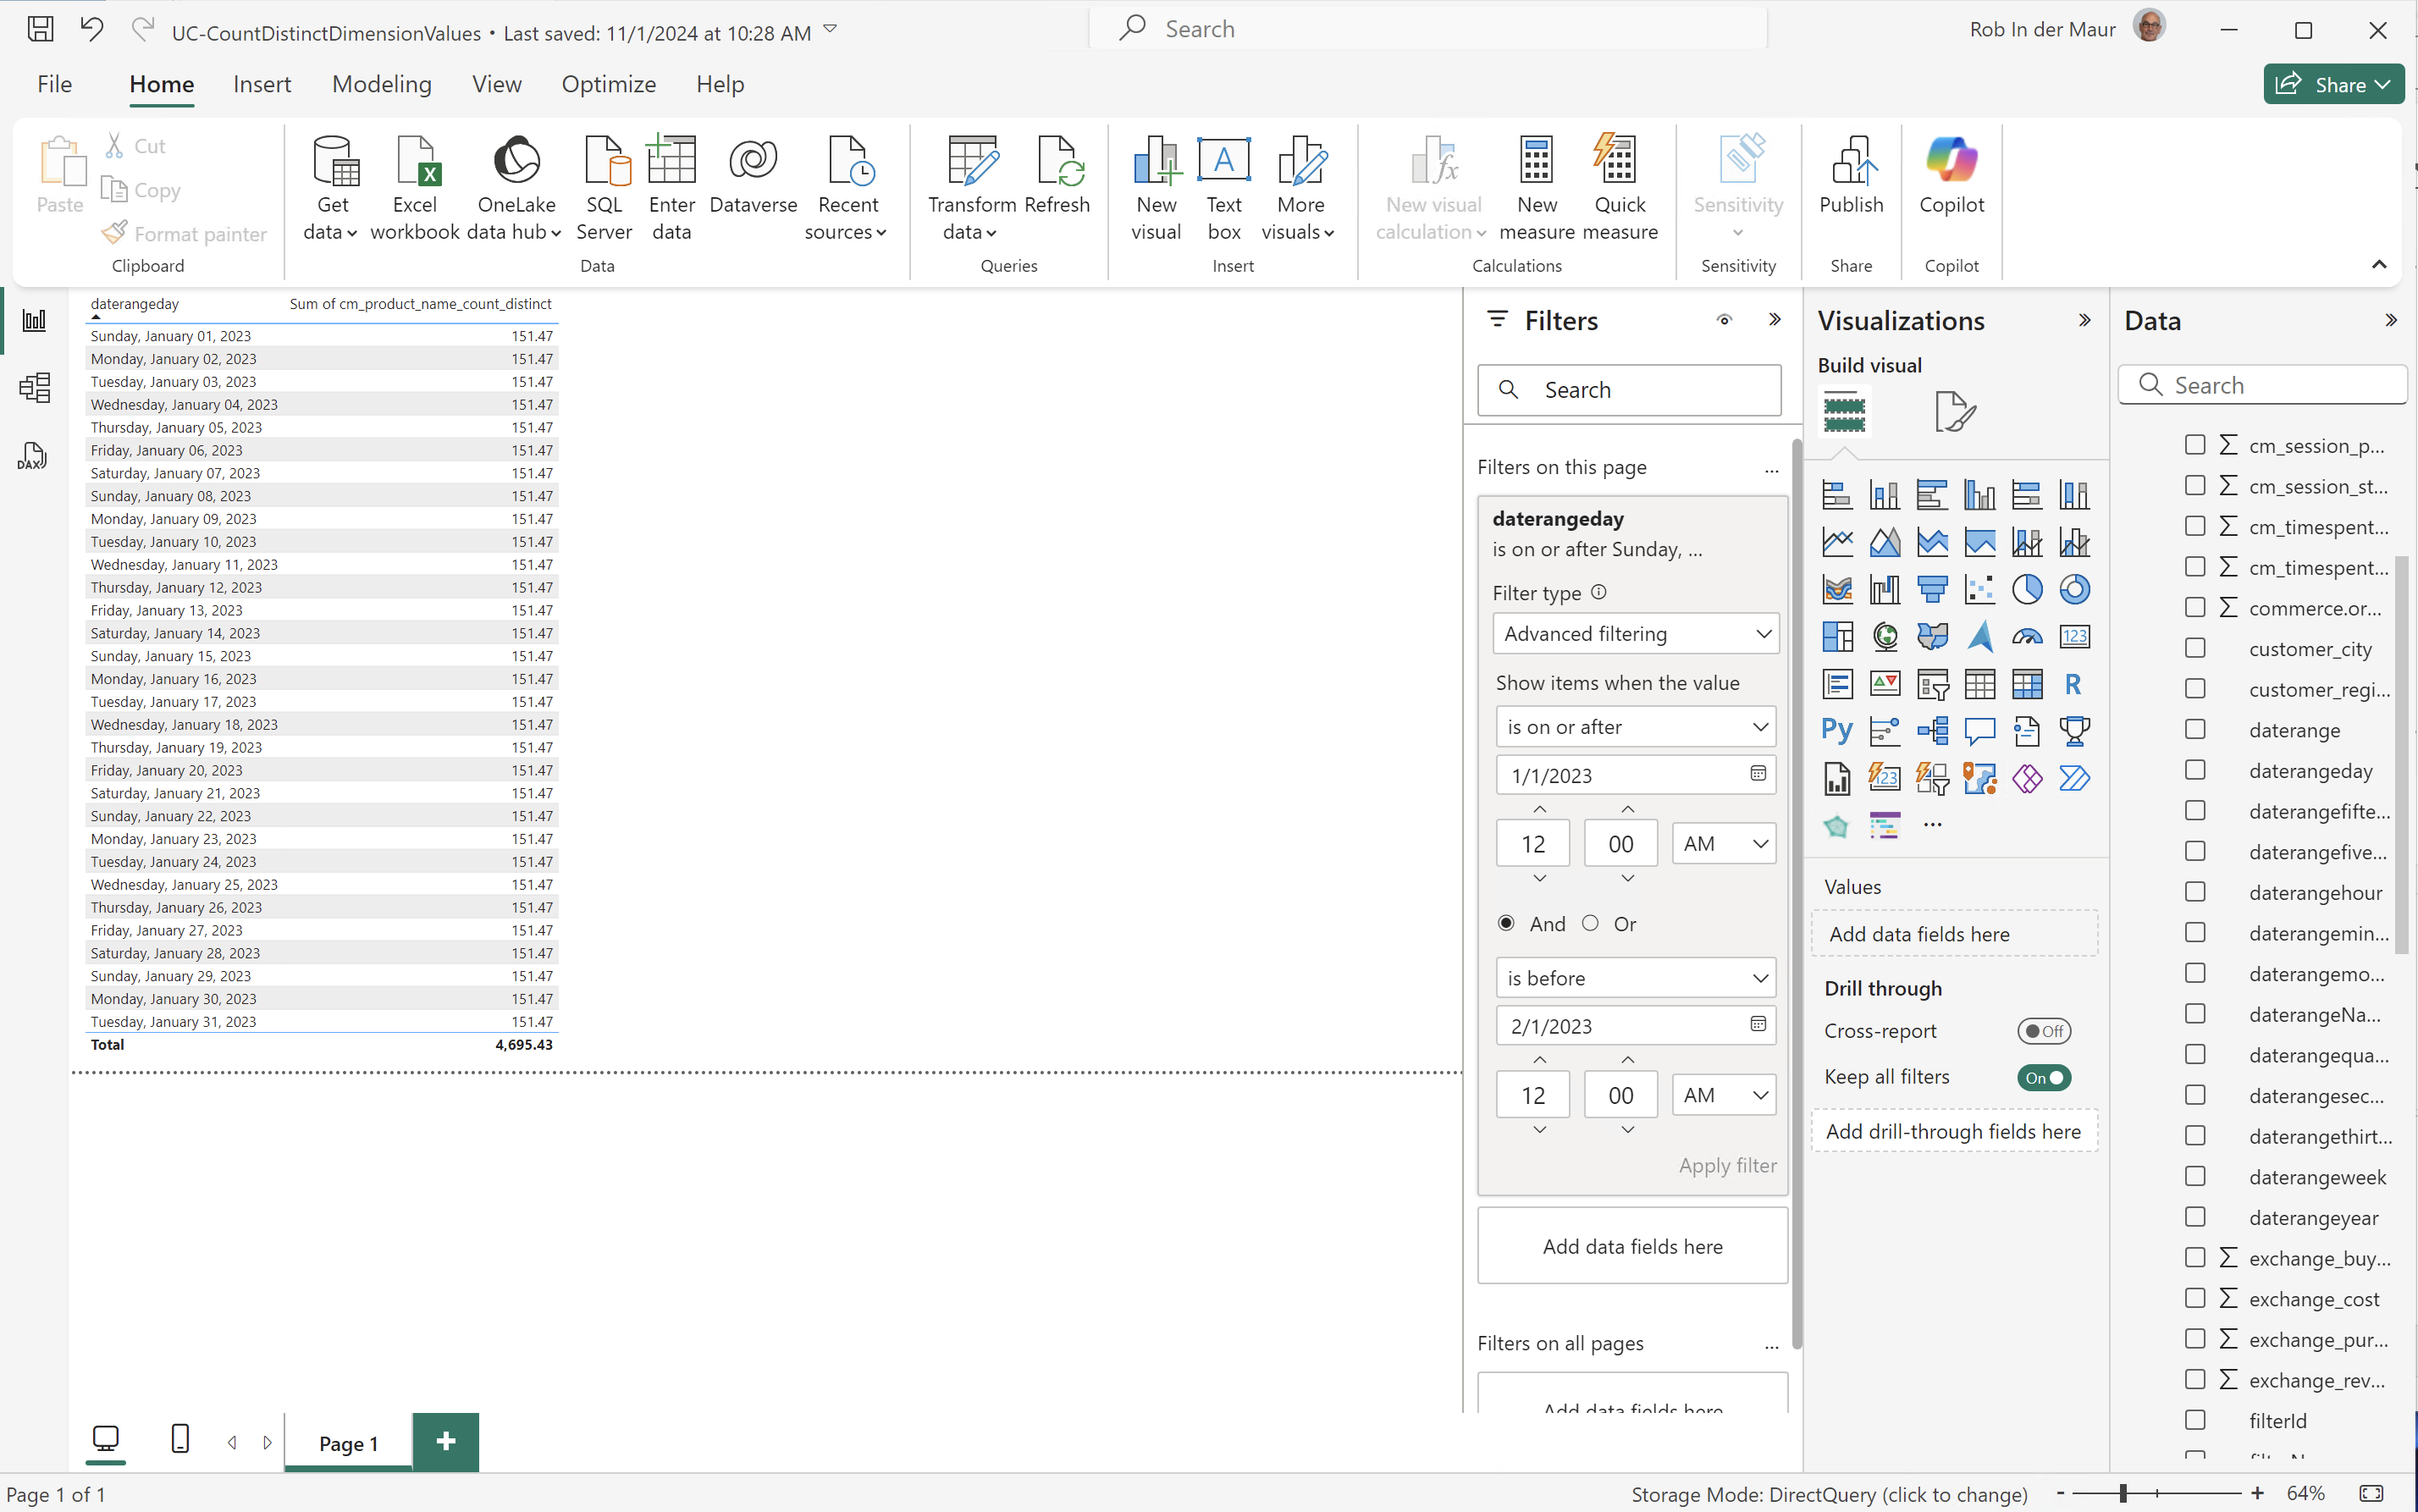 UC-CountDistinctDimensionValues • Last saved: 11/1/2024 at 10:28 AM
Search
Rob In der Maur
File Home Insert Modeling View Optimize Help
Share
Paste
Cut
Copy
Format painter
Clipboard
Get data
Excel workbook
OneLake data hub
SQL Server
Enter data
Dataverse
Recent sources
Data
Transform data
Refresh
Queries
New visual
Text box
More visuals
Insert
New visual calculation
New measure
Quick measure
Calculations
Sensitivity
Sensitivity
Publish
Share
Copilot
Copilot
DAX
daterangeday Sum of cm_product_name_count_distinct
Sunday, January 01, 2023 151.47
Monday, January 02, 2023 151.47
Tuesday, January 03, 2023 151.47
Wednesday, January 04, 2023 151.47
Thursday, January 05, 2023 151.47
Friday, January 06, 2023 151.47
Saturday, January 07, 2023 151.47
Sunday, January 08, 2023 151.47
Monday, January 09, 2023 151.47
Tuesday, January 10, 2023 151.47
Wednesday, January 11, 2023 151.47
Thursday, January 12, 2023 151.47
Friday, January 13, 2023 151.47
Saturday, January 14, 2023 151.47
Sunday, January 15, 2023 151.47
Monday, January 16, 2023 151.47
Tuesday, January 17, 2023 151.47
Wednesday, January 18, 2023 151.47
Thursday, January 19, 2023 151.47
Friday, January 20, 2023 151.47
Saturday, January 21, 2023 151.47
Sunday, January 22, 2023 151.47
Monday, January 23, 2023 151.47
Tuesday, January 24, 2023 151.47
Wednesday, January 25, 2023 151.47
Thursday, January 26, 2023 151.47
Friday, January 27, 2023 151.47
Saturday, January 28, 2023 151.47
Sunday, January 29, 2023 151.47
Monday, January 30, 2023 151.47
Tuesday, January 31, 2023 151.47
Total 4,695.43
Filters
Search
Filters on this page ...
daterangeday
is on or after Sunday, ...
Filter type
Advanced filtering
Show items when the value
is on or after
1/1/2023
12 00 AM
And Or
is before
2/1/2023
12 00 AM
Apply filter
Add data fields here
Filters on all pages ...
Add data fields here
Visualizations
Build visual
123
R
Py
123
...
Values
Add data fields here
Drill through
Cross-report Off
Keep all filters On
Add drill-through fields here
Data
Search
cm_session_p...
cm_session_st...
cm_timespent...
cm_timespent...
commerce.or...
customer_city
customer_regi...
daterange
daterangeday
daterangefifte...
daterangefive...
daterangehour
daterangemin...
daterangemo...
daterangeNa...
daterangequa...
daterangesec...
daterangethirt...
daterangeweek
daterangeyear
exchange_buy...
exchange_cost
exchange_pur...
exchange_rev...
filterId
Page 1
Page 1 of 1
Storage Mode: DirectQuery (click to change)
- + 64%